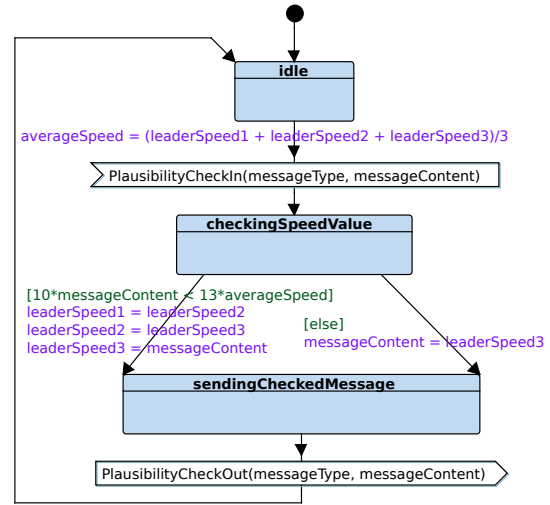 idle
averageSpeed = (leaderSpeed1 + leaderSpeed2 + leaderSpeed3)/3
PlausibilityCheckIn(messageType, messageContent)
checkingSpeedValue
[10*messageContent < 13*averageSpeed]
leaderSpeed1 = leaderSpeed2
leaderSpeed2 = leaderSpeed3
leaderSpeed3 = messageContent
[else]
messageContent = leaderSpeed3
sendingCheckedMessage
PlausibilityCheckOut(messageType, messageContent)